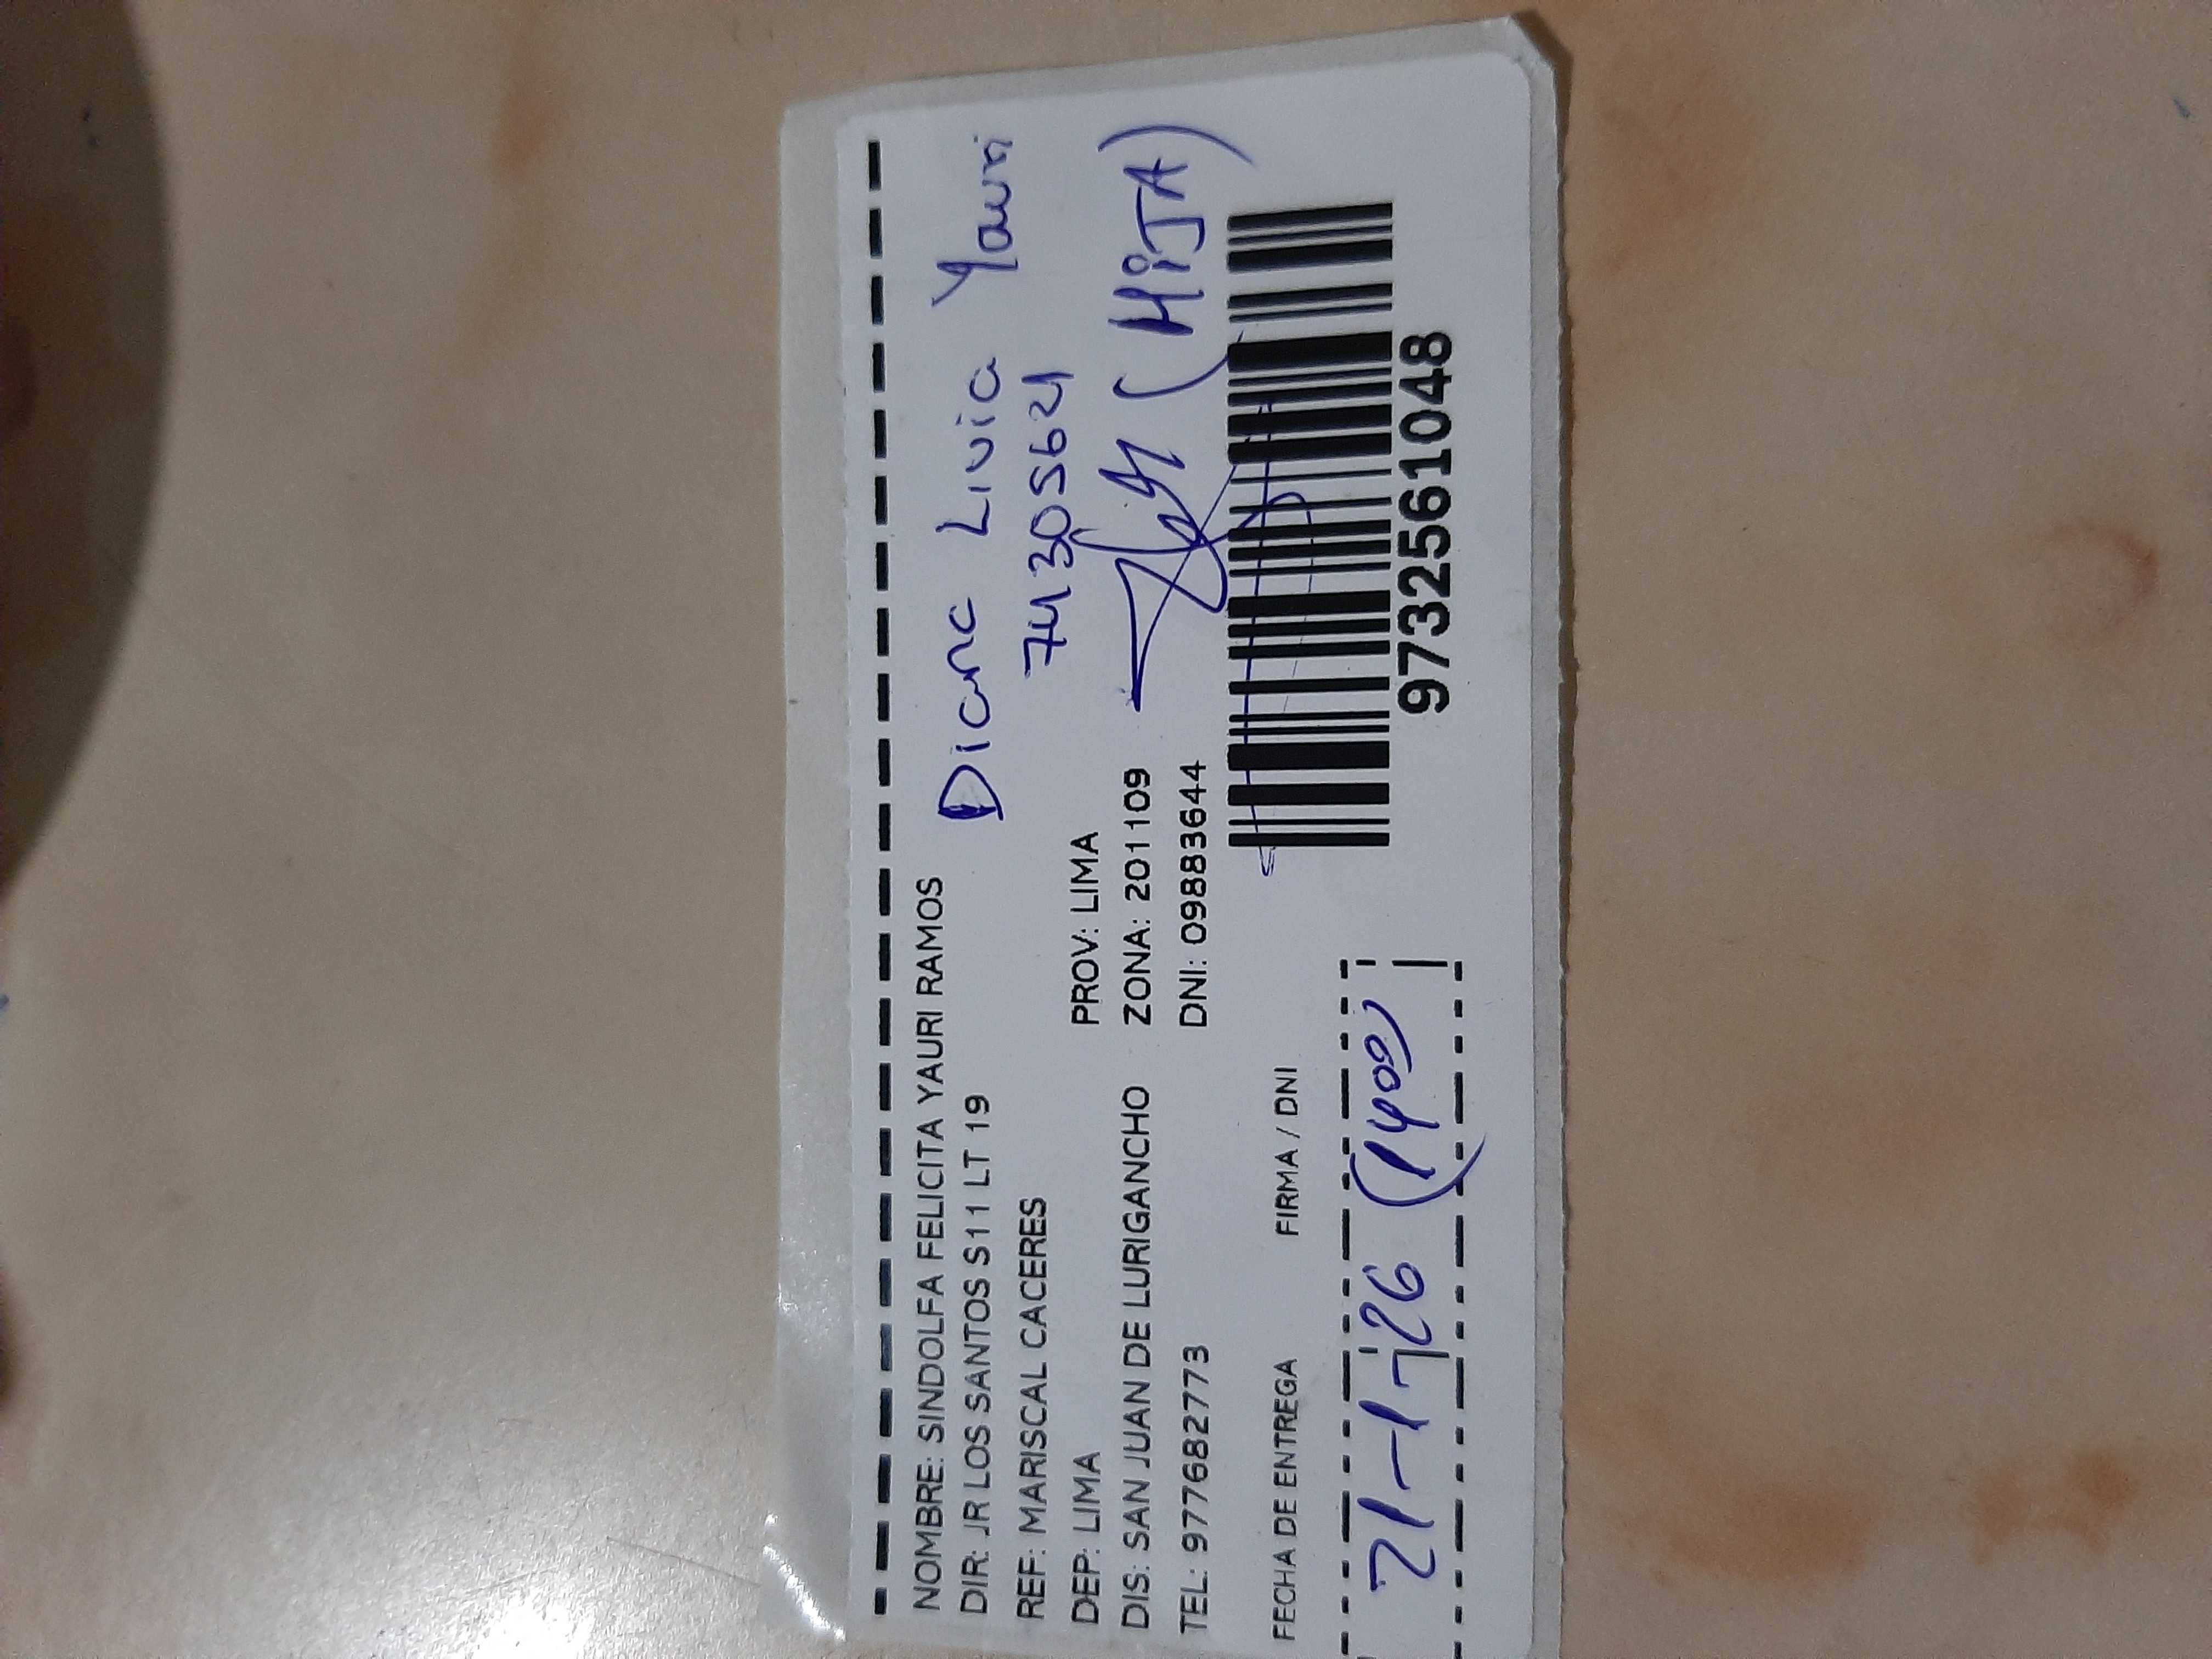 NOMBRE: SINDOLFA FELICITA YAURI RAMOS
DIR: JR LOS SANTOS S11 LT 19
REF: MARISCAL CACERES
DEP: LIMA PROV: LIMA
DIS: SAN JUAN DE LURIGANCHO ZONA: 201109
TEL: 977682773 DNI: 09883644
Diana Livia Yauri
74305621
(HIJA)
9732561048
FECHA DE ENTREGA FIRMA / DNI
21-1-26 (1400)